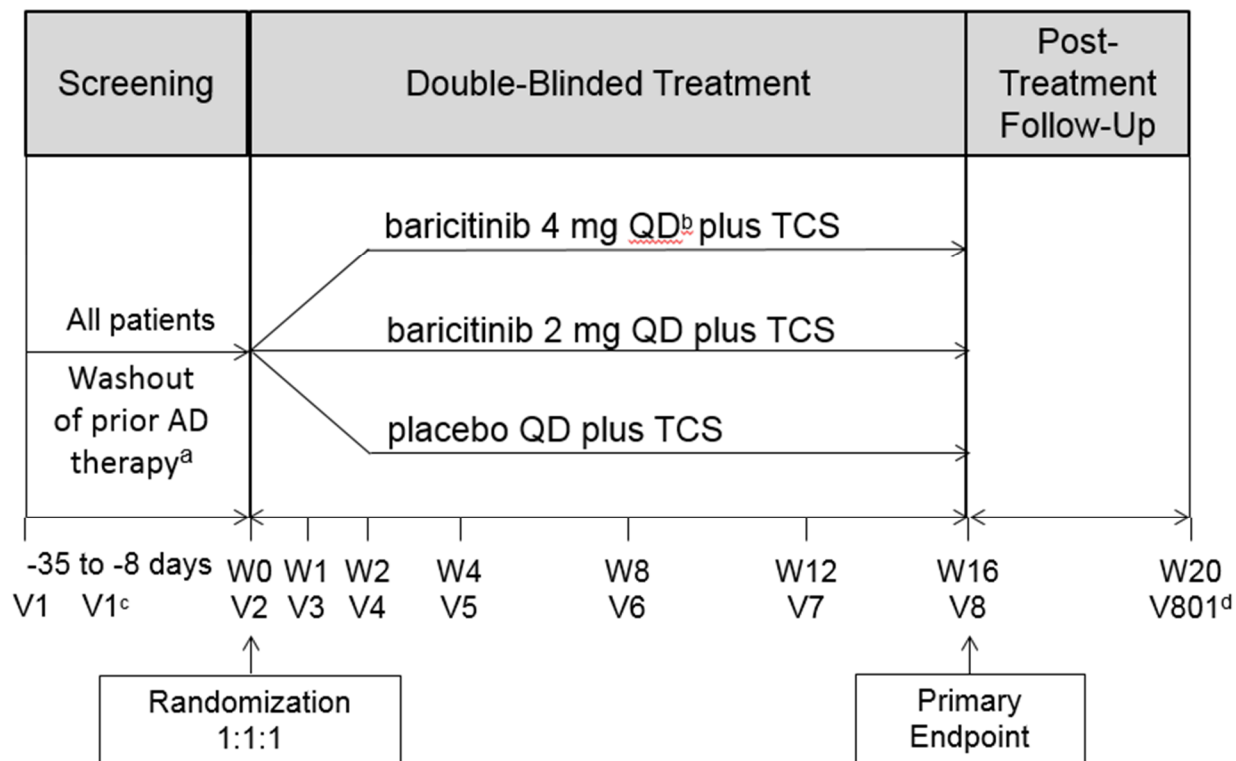 Screening
Double-Blinded Treatment
Post-
Treatment
Follow-Up
baricitinib 4 mg QDᵇ plus TCS
All patients
baricitinib 2 mg QD plus TCS
Washout
of prior AD
therapyᵃ
placebo QD plus TCS
-35 to -8 days
W0 W1 W2 W4 W8 W12 W16 W20
V1 V1ᶜ V2 V3 V4 V5 V6 V7 V8 V801ᵈ
Randomization
1:1:1
Primary
Endpoint